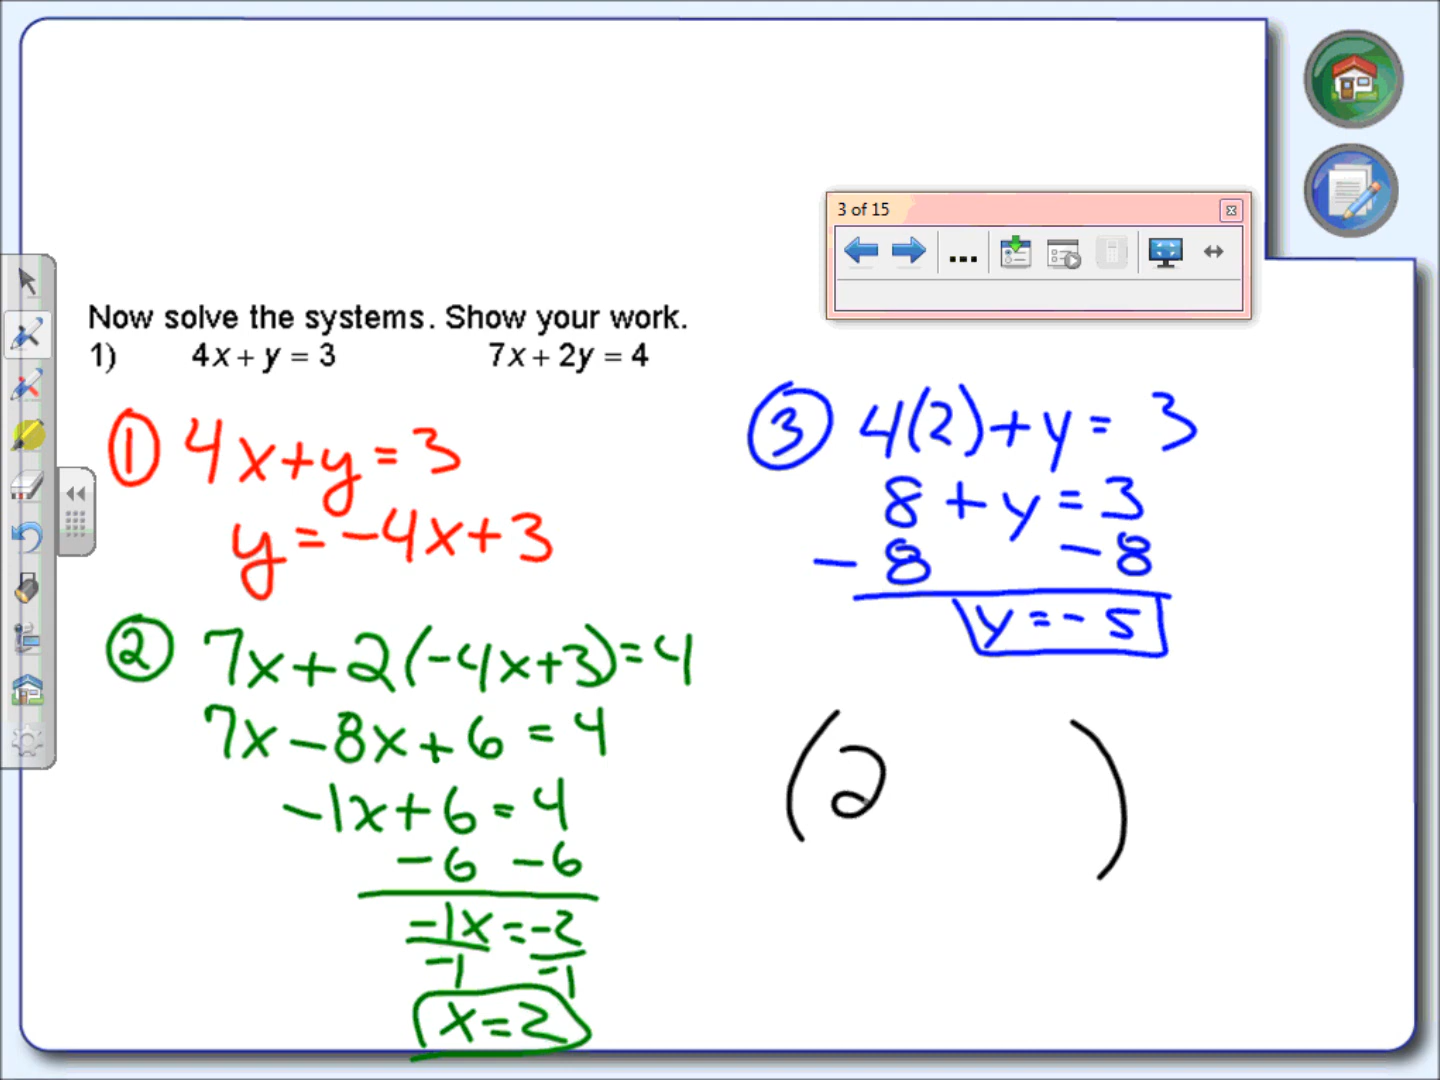 3 of 15
Now solve the systems. Show your work.
1) 4x + y = 3 7x + 2y = 4
① 4x+y=3
y=-4x+3
② 7x+2(-4x+3)=4
7x-8x+6=4
-1x+6=4
-6 -6
-1x=-2
-1 -1
x=2
③ 4(2)+y=3
8+y=3
-8 -8
y=-5
(2 )